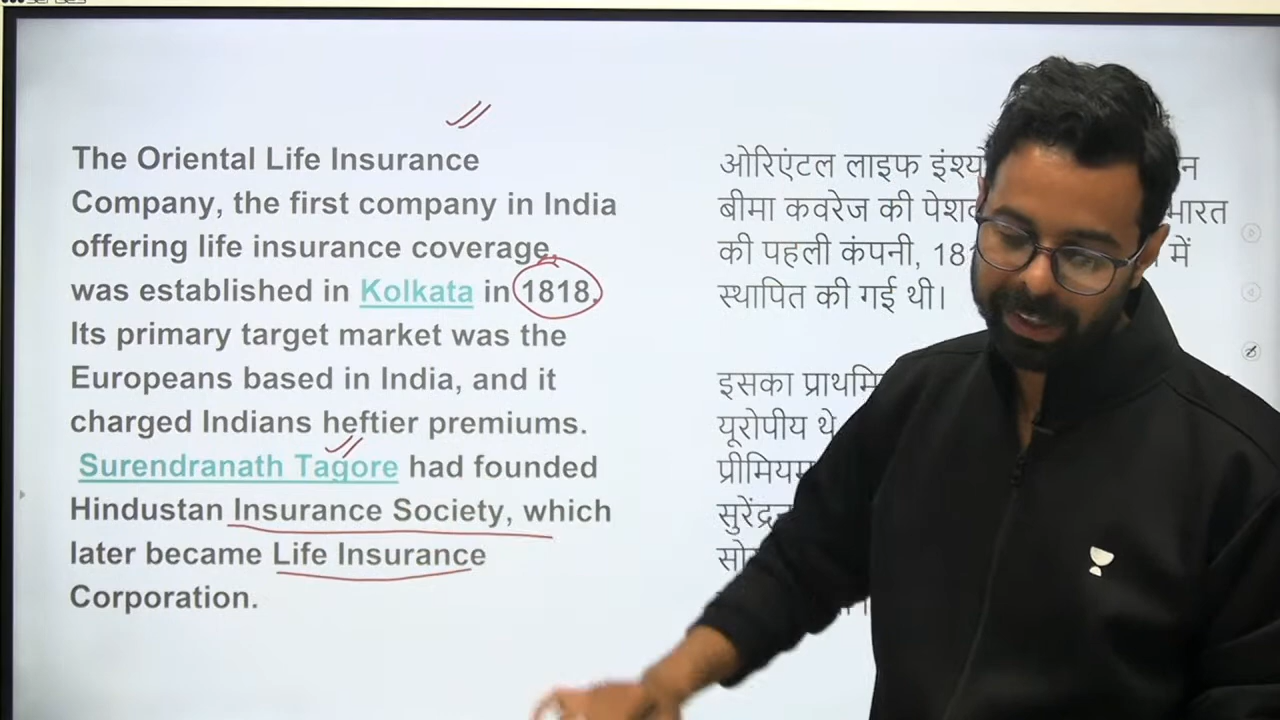 The Oriental Life Insurance
Company, the first company in India
offering life insurance coverage,
was established in Kolkata in 1818.
Its primary target market was the
Europeans based in India, and it
charged Indians heftier premiums.
Surendranath Tagore had founded
Hindustan Insurance Society, which
later became Life Insurance
Corporation.
ओरिएंटल लाइफ
बीमा कवरेज की भारत
की पहली कंपनी, में
स्थापित की गई थी।
इसका
यूरोपीय थे